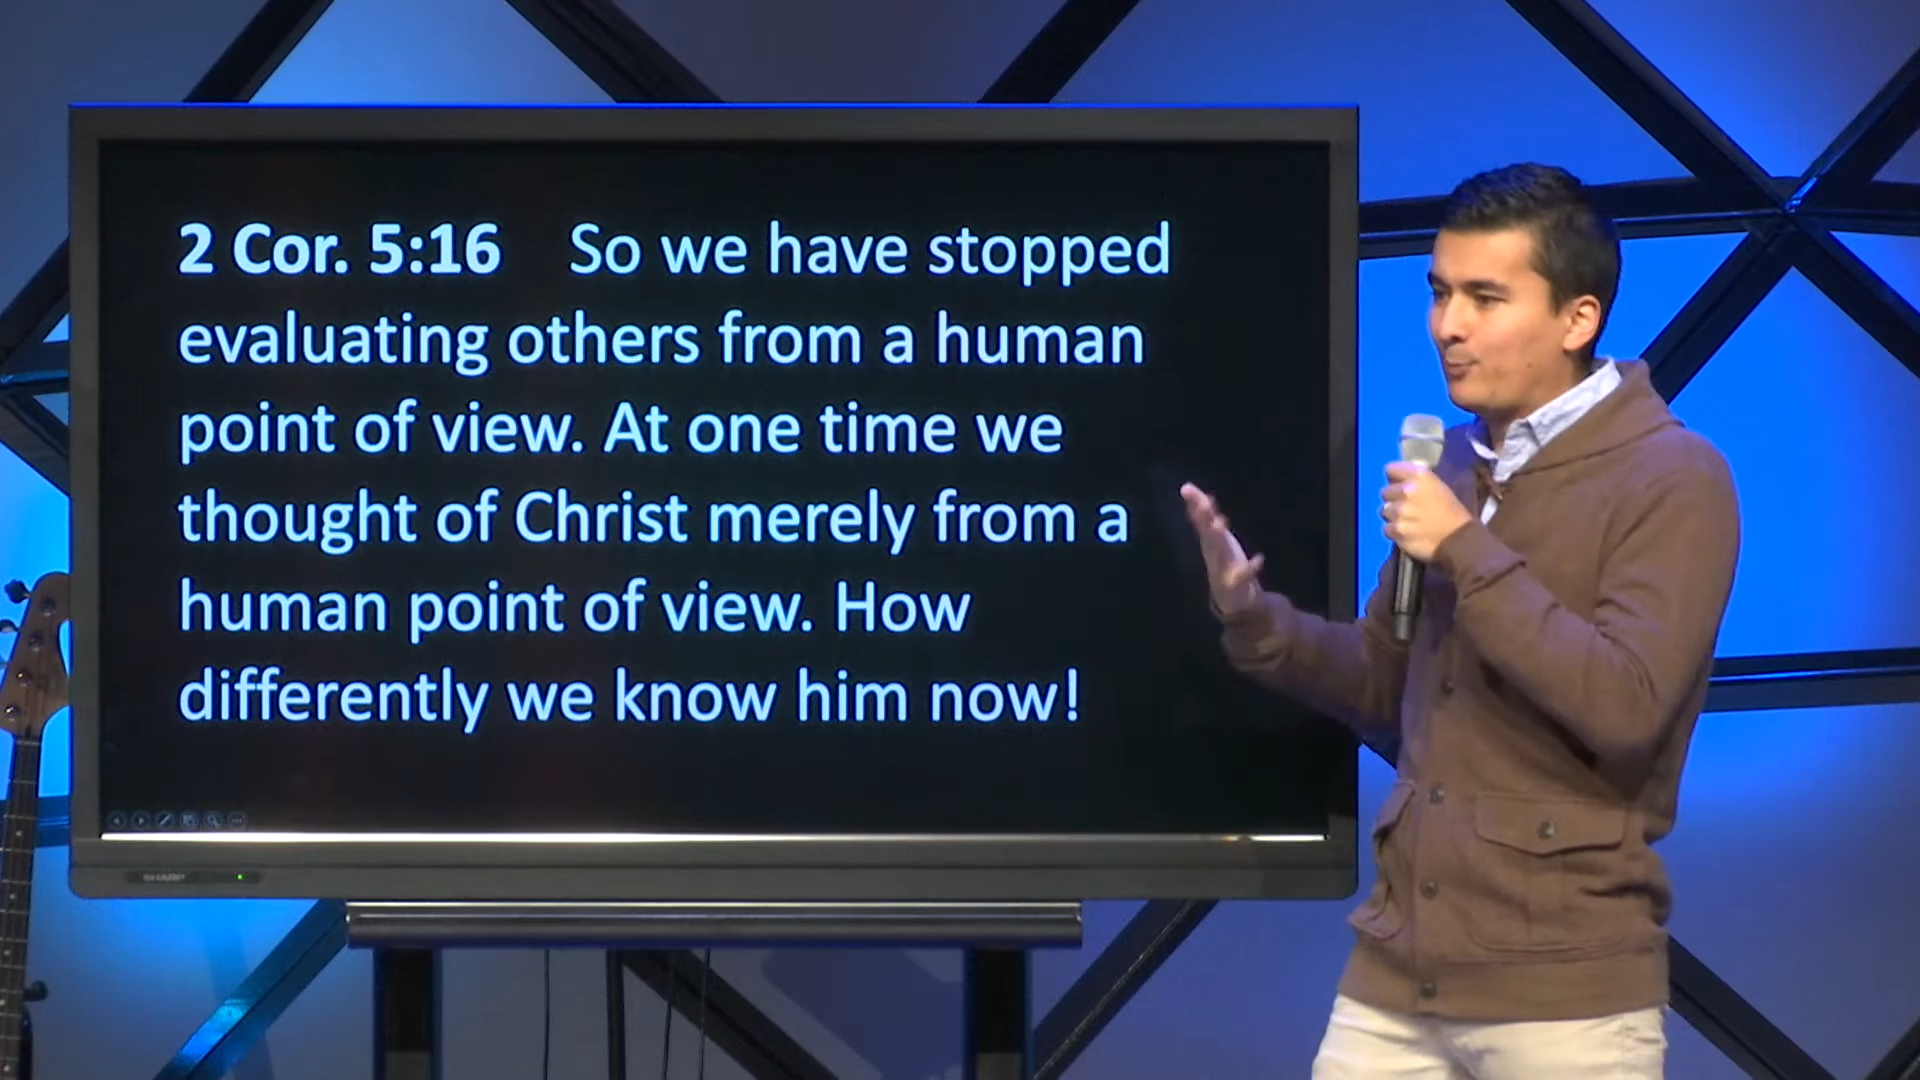 2 Cor. 5:16 So we have stopped
evaluating others from a human
point of view. At one time we
thought of Christ merely from a
human point of view. How
differently we know him now!
SHARP